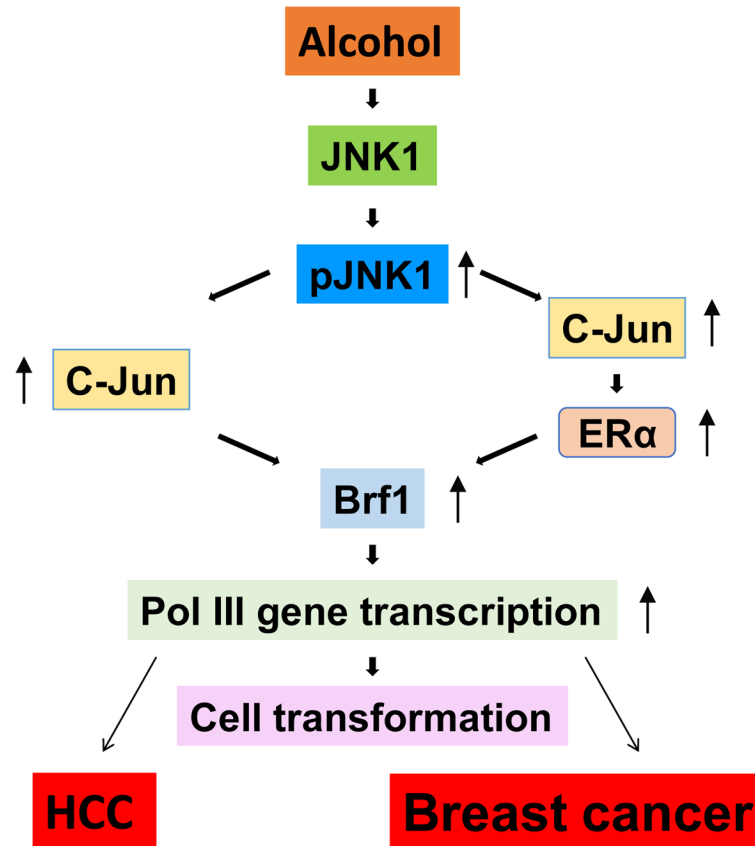 Alcohol
JNK1
pJNK1
C-Jun
C-Jun
ERα
Brf1
Pol III gene transcription
Cell transformation
HCC
Breast cancer